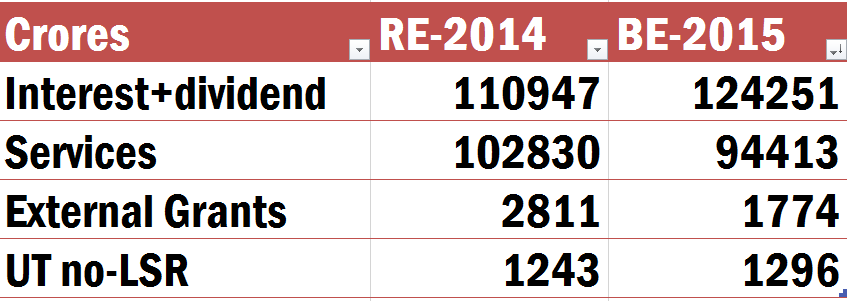 Crores RE-2014 BE-2015
Interest+dividend 110947 124251
Services 102830 94413
External Grants 2811 1774
UT no-LSR 1243 1296